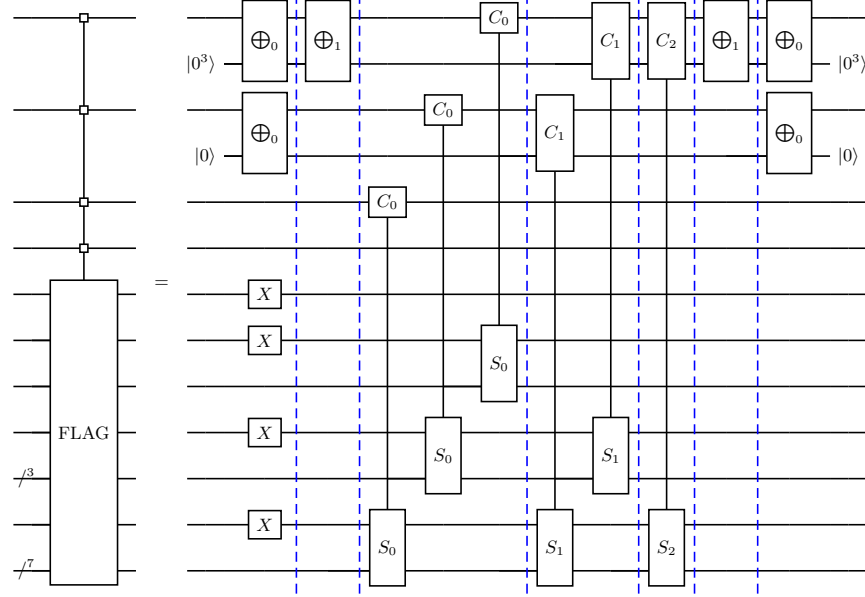 C₀
⊕₀ ⊕₁ C₁ C₂ ⊕₁ ⊕₀
|0³⟩ |0³⟩
C₀
⊕₀ C₁ ⊕₀
|0⟩ |0⟩
C₀
=
X
X
S₀
X
FLAG
S₀ S₁
/³
X
S₀ S₁ S₂
/⁷